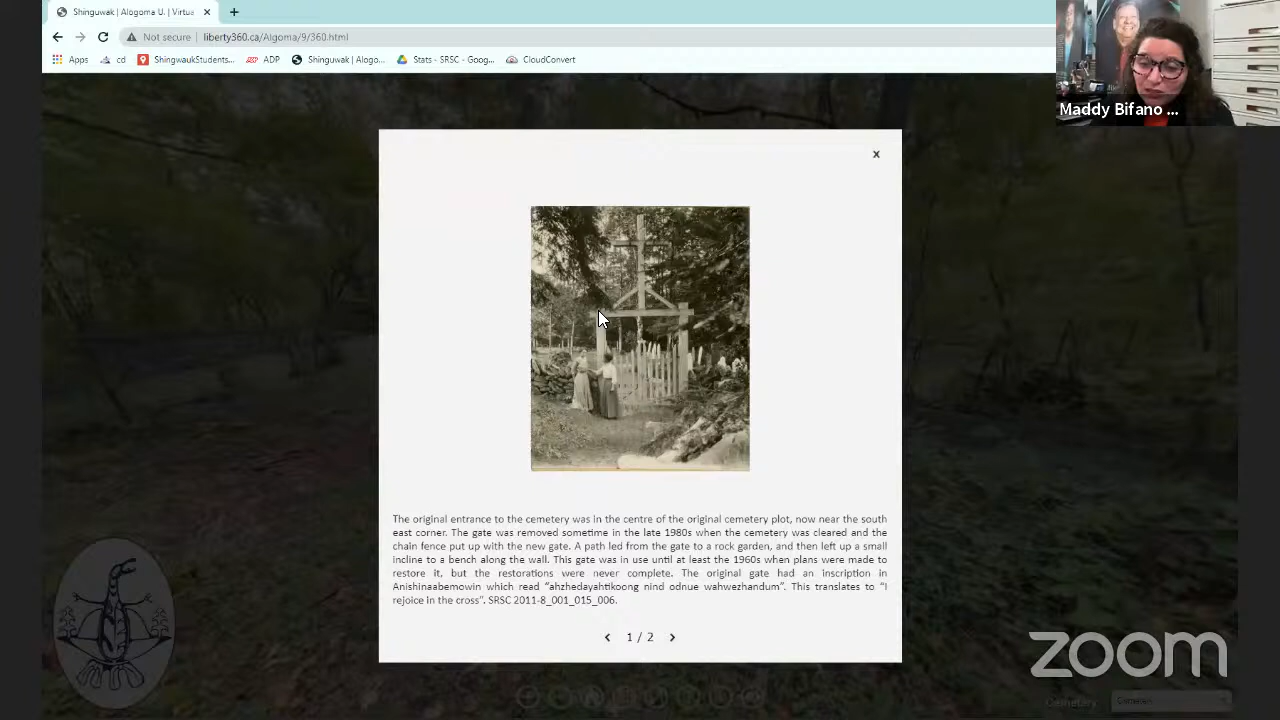 Shinguwak | Alogoma U. | Virtua
Not secure | liberty360.ca/Algoma/9/360.html
Apps cd ShingwaukStudents... ADP Shinguwak | Alogo... Stats - SRSC - Goog... CloudConvert
Maddy Bifano ...
x
The original entrance to the cemetery was in the centre of the original cemetery plot, now near the south
east corner. The gate was removed sometime in the late 1980s when the cemetery was cleared and the
chain fence put up with the new gate. A path led from the gate to a rock garden, and then left up a small
incline to a bench along the wall. This gate was in use until at least the 1960s when plans were made to
restore it, but the restorations were never complete. The original gate had an inscription in
Anishinaabemowin which read “ahzhedayahtikoong nind odnue wahwezhandum”. This translates to “I
rejoice in the cross”. SRSC 2011-8_001_015_006.
1 / 2
zoom
Cemetery Cemetery